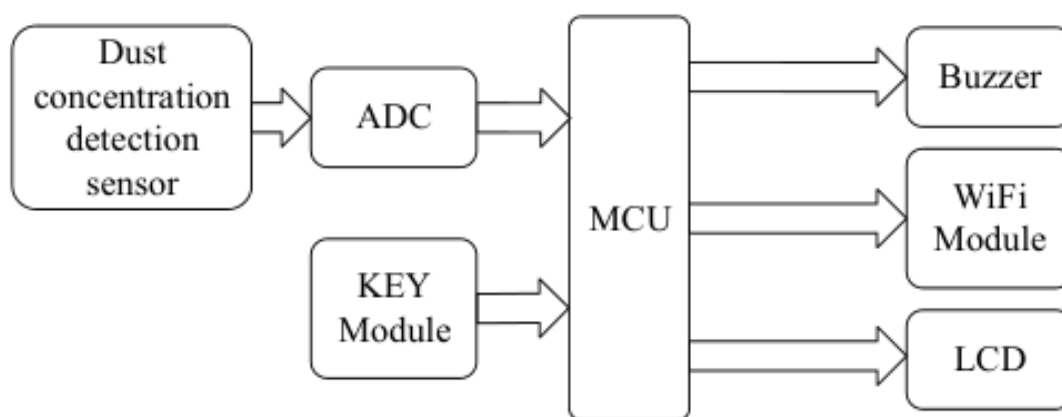 Dust
concentration
detection
sensor
ADC
KEY
Module
MCU
Buzzer
WiFi
Module
LCD